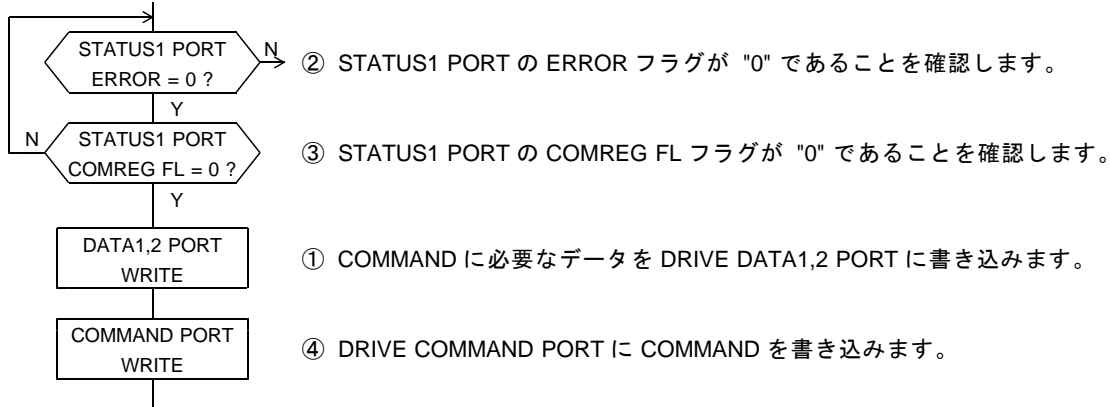 STATUS1 PORT
ERROR = 0 ?
N
② STATUS1 PORT の ERROR フラグが "0" であることを確認します。
Y
N
STATUS1 PORT
COMREG FL = 0 ?
③ STATUS1 PORT の COMREG FL フラグが "0" であることを確認します。
Y
DATA1,2 PORT
WRITE
① COMMAND に必要なデータを DRIVE DATA1,2 PORT に書き込みます。
COMMAND PORT
WRITE
④ DRIVE COMMAND PORT に COMMAND を書き込みます。